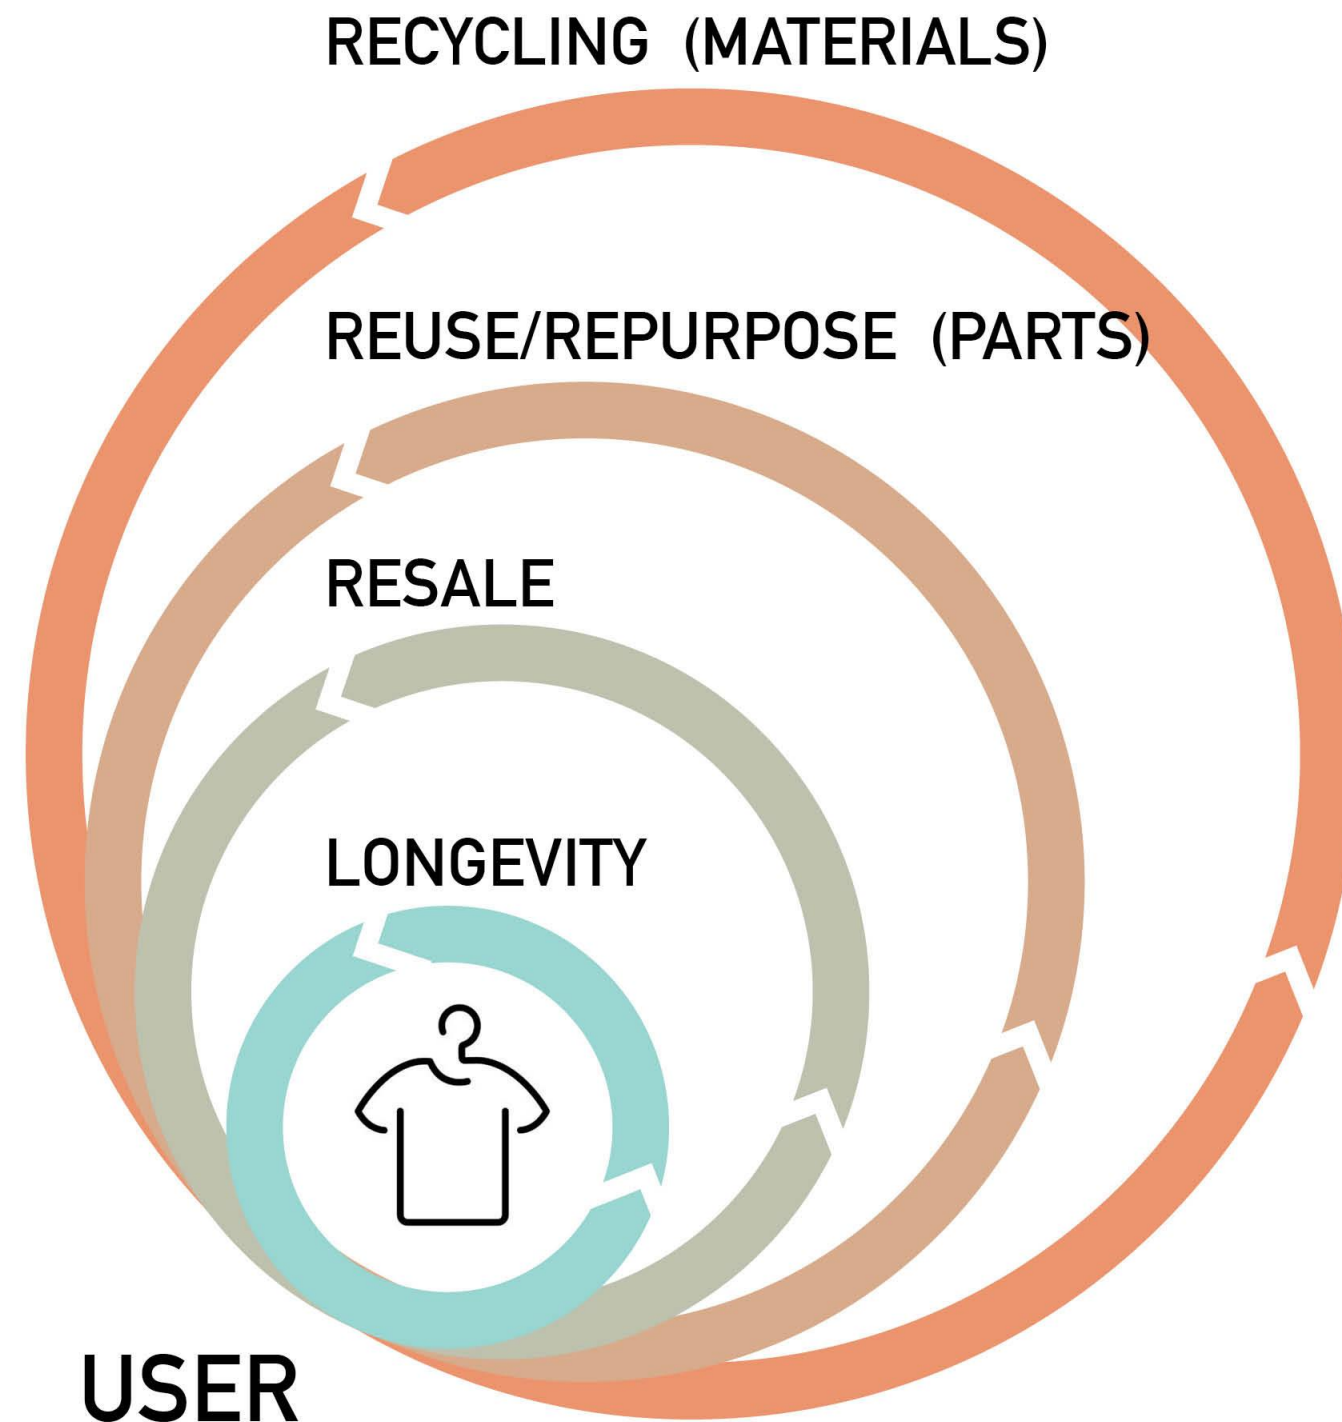 RECYCLING (MATERIALS)
REUSE/REPURPOSE (PARTS)
RESALE
LONGEVITY
USER